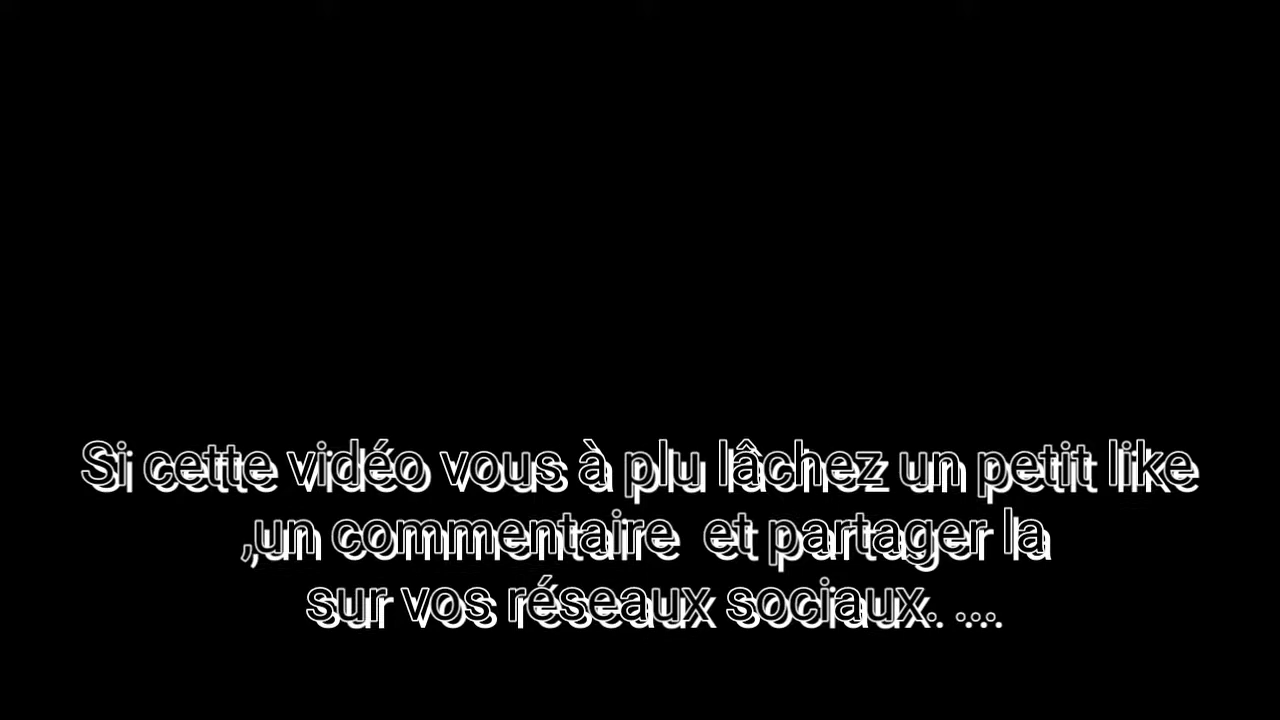 Si cette vidéo vous à plu lâchez un petit like
,un commentaire et partager la
sur vos réseaux sociaux. ...